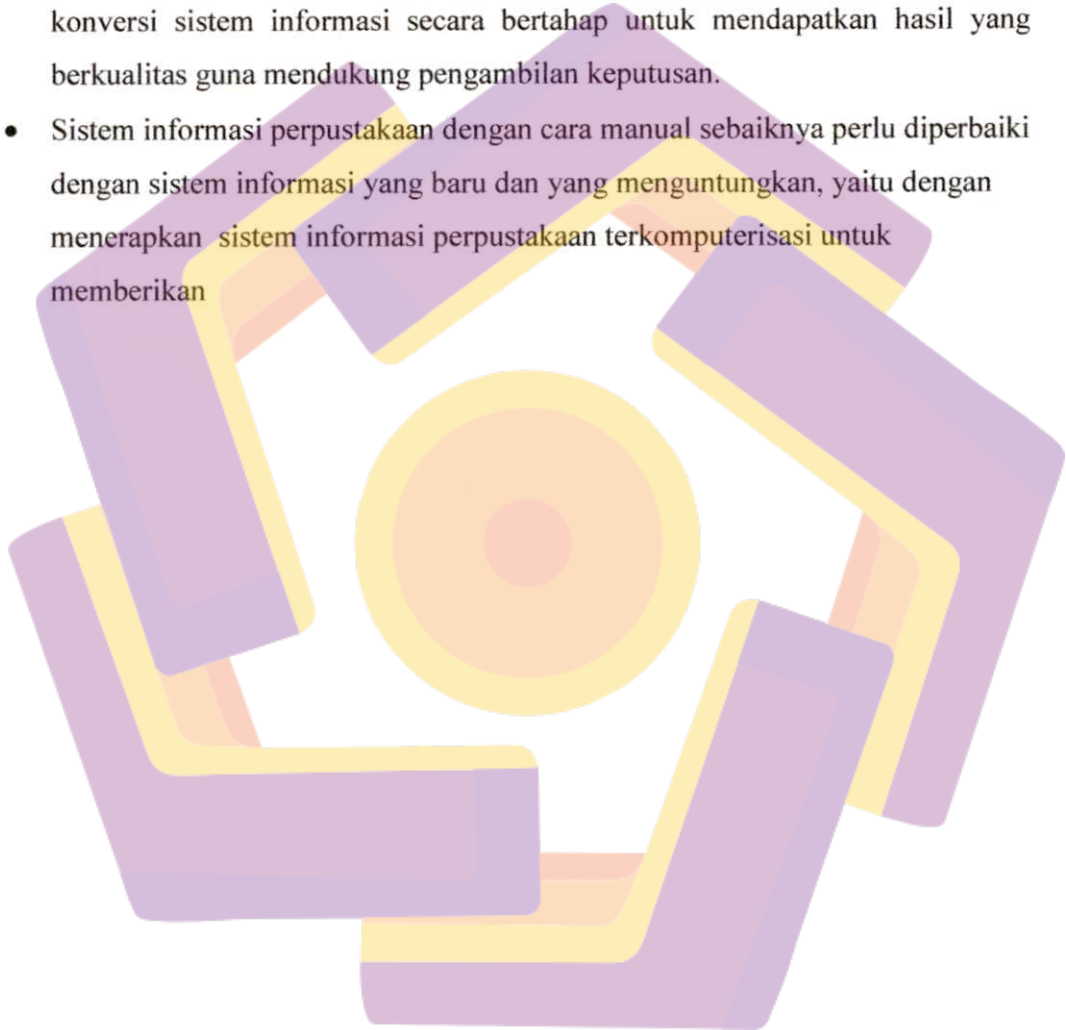 konversi sistem informasi secara bertahap untuk mendapatkan hasil yang
berkualitas guna mendukung pengambilan keputusan.
• Sistem informasi perpustakaan dengan cara manual sebaiknya perlu diperbaiki
dengan sistem informasi yang baru dan yang menguntungkan, yaitu dengan
menerapkan sistem informasi perpustakaan terkomputerisasi untuk
memberikan